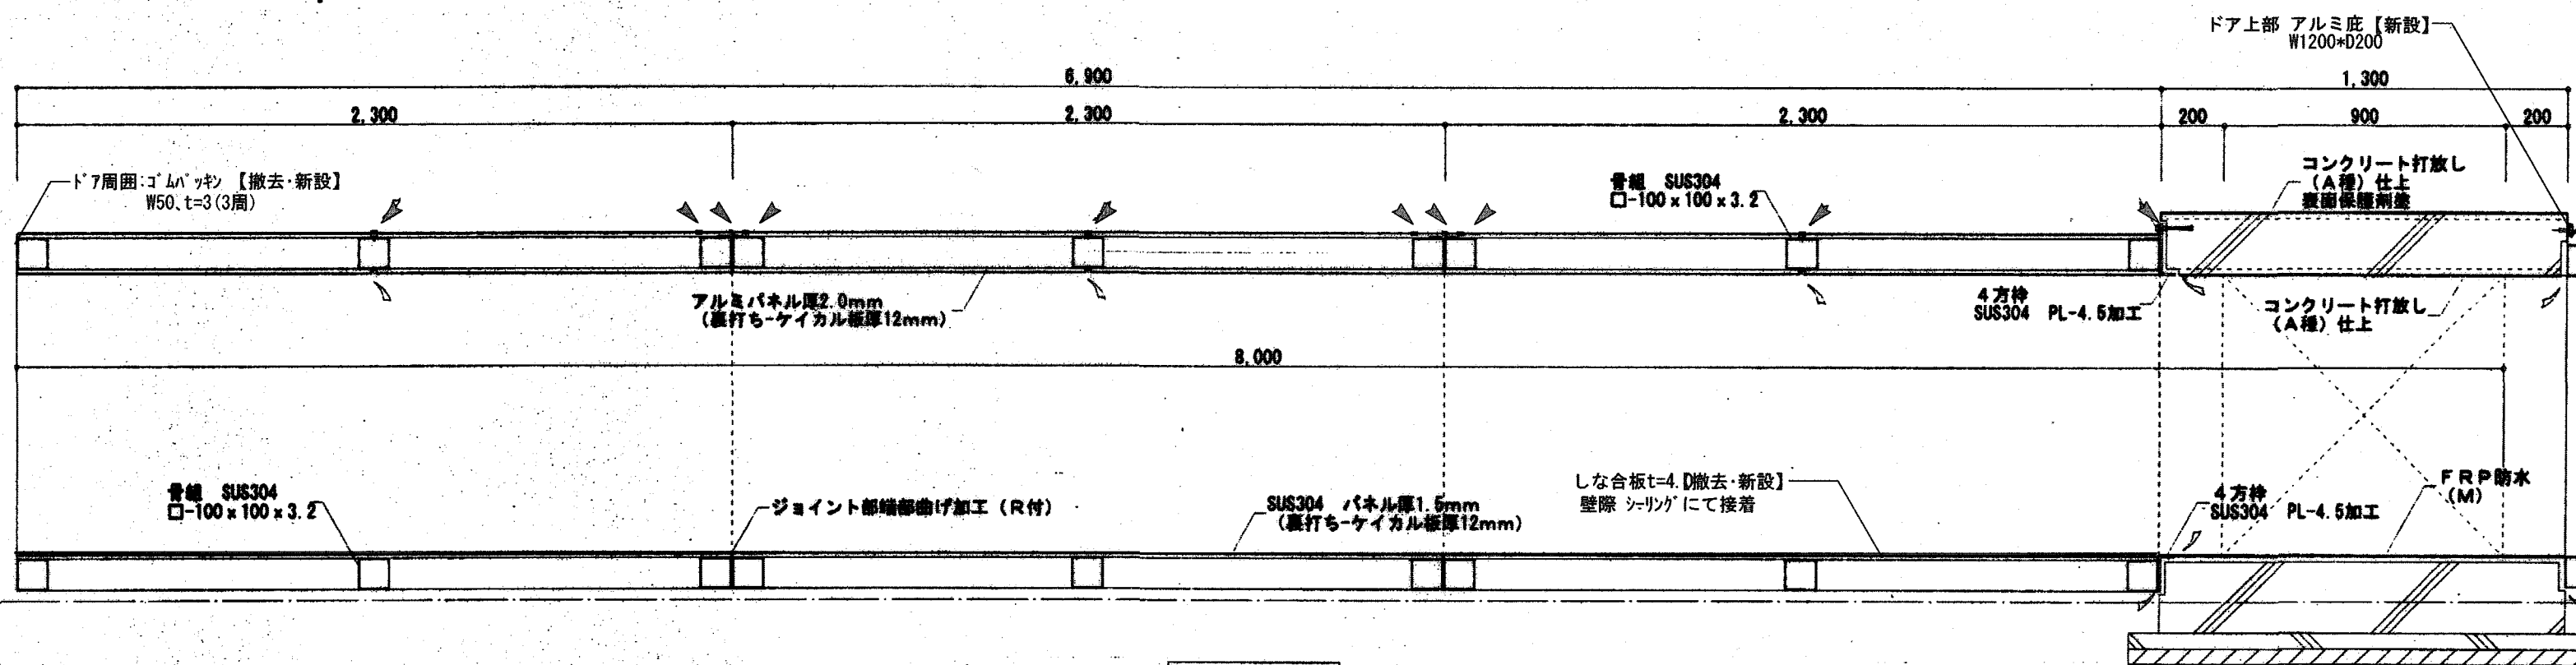 ドア上部 アルミ庇【新設】
W1200*D200
6,900
1,300
2,300
2,300
2,300
200
900
200
ドア周囲:ゴムパッキン 【撤去・新設】
W50、t=3(3周)
骨組 SUS304
□-100x100x3.2
コンクリート打放し
(A種)仕上
表面保護剤塗
アルミパネル厚2.0mm
(裏打ち-ケイカル板厚12mm)
4方枠
SUS304 PL-4.5加工
コンクリート打放し
(A種)仕上
8,000
骨組 SUS304
□-100x100x3.2
ジョイント部端部曲げ加工(R付)
SUS304 パネル厚1.5mm
(裏打ち-ケイカル板厚12mm)
しな合板t=4.0撤去・新設】
壁際 シーリングにて接着
4方枠
SUS304 PL-4.5加工
FRP防水
(M)